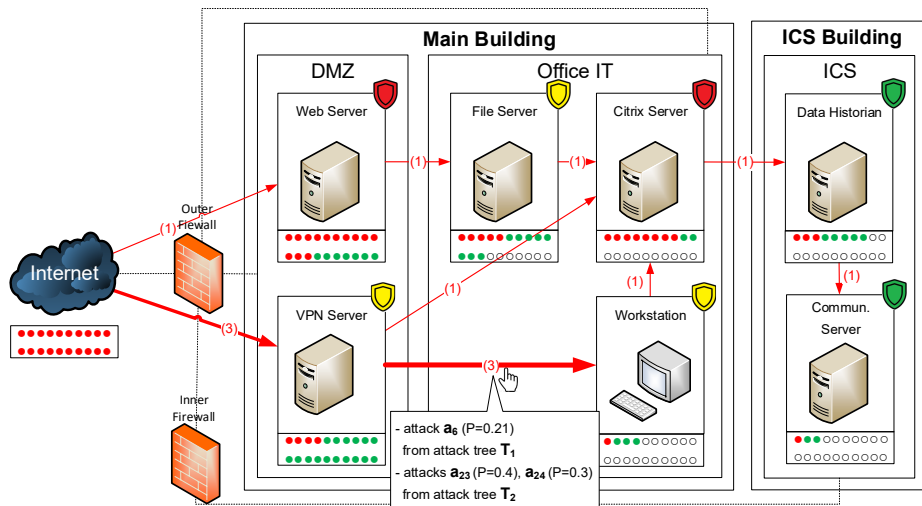 Main Building
ICS Building
DMZ
Office IT
ICS
Web Server
File Server
Citrix Server
Data Historian
(1)
(1)
(1)
Outer
Fiewall
(1)
Internet
(1)
(1)
(1)
(3)
VPN Server
Workstation
Commun.
Server
(3)
Inner
Firewall
- attack a6 (P=0.21)
from attack tree T1
- attacks a23 (P=0.4), a24 (P=0.3)
from attack tree T2